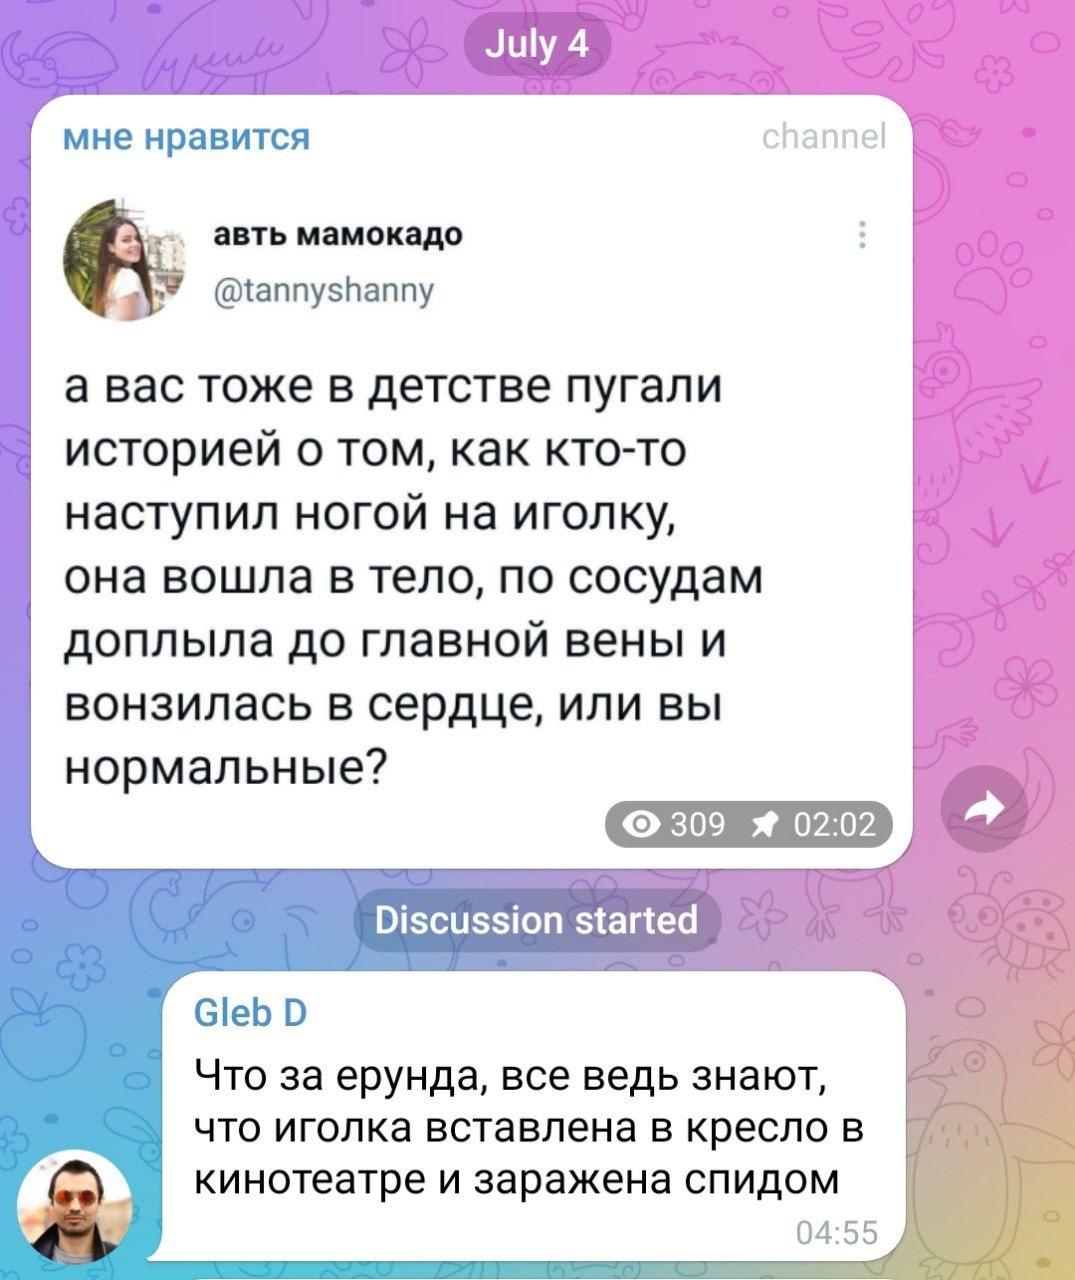 July 4
мне нравится channel
авть мамокадо
@tannyshanny
а вас тоже в детстве пугали
историей о том, как кто-то
наступил ногой на иголку,
она вошла в тело, по сосудам
доплыла до главной вены и
вонзилась в сердце, или вы
нормальные?
309 02:02
Discussion started
Gleb D
Что за ерунда, все ведь знают,
что иголка вставлена в кресло в
кинотеатре и заражена спидом
04:55